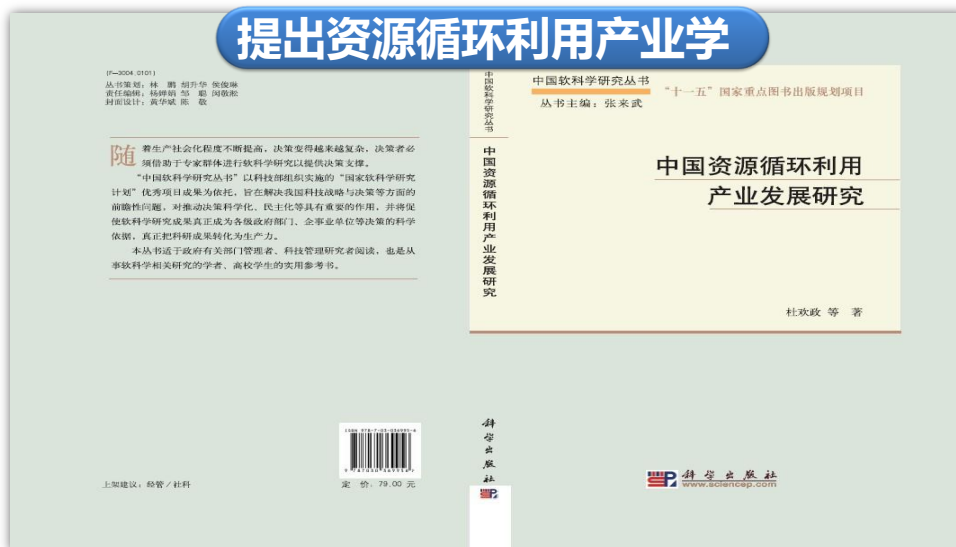 提出资源循环利用产业学
(F—3004.0101)
丛书策划：林 鹏 胡升华 侯俊琳
责任编辑：杨婵娟 邹 聪 闵敬淞
封面设计：黄华斌 陈 敬
随着生产社会化程度不断提高，决策变得越来越复杂，决策者必
须借助于专家群体进行软科学研究以提供决策支撑。
“中国软科学研究丛书”以科技部组织实施的“国家软科学研究
计划”优秀项目成果为依托，旨在解决我国科技战略与决策等方面的
前瞻性问题，对推动决策科学化、民主化等具有重要的作用，并将促
使软科学研究成果真正成为各级政府部门、企事业单位等决策的科学
依据，真正把科研成果转化为生产力。
本丛书适于政府有关部门管理者、科技管理研究者阅读，也是从
事软科学相关研究的学者、高校学生的实用参考书。
定 价：79.00 元
上架建议：经管／社科
中国软科学研究丛书
中国资源循环利用产业发展研究
科学出版社
中国软科学研究丛书
丛书主编：张来武
“十一五”国家重点图书出版规划项目
中国资源循环利用
产业发展研究
杜欢政 等 著
科学出版社
www.sciencep.com